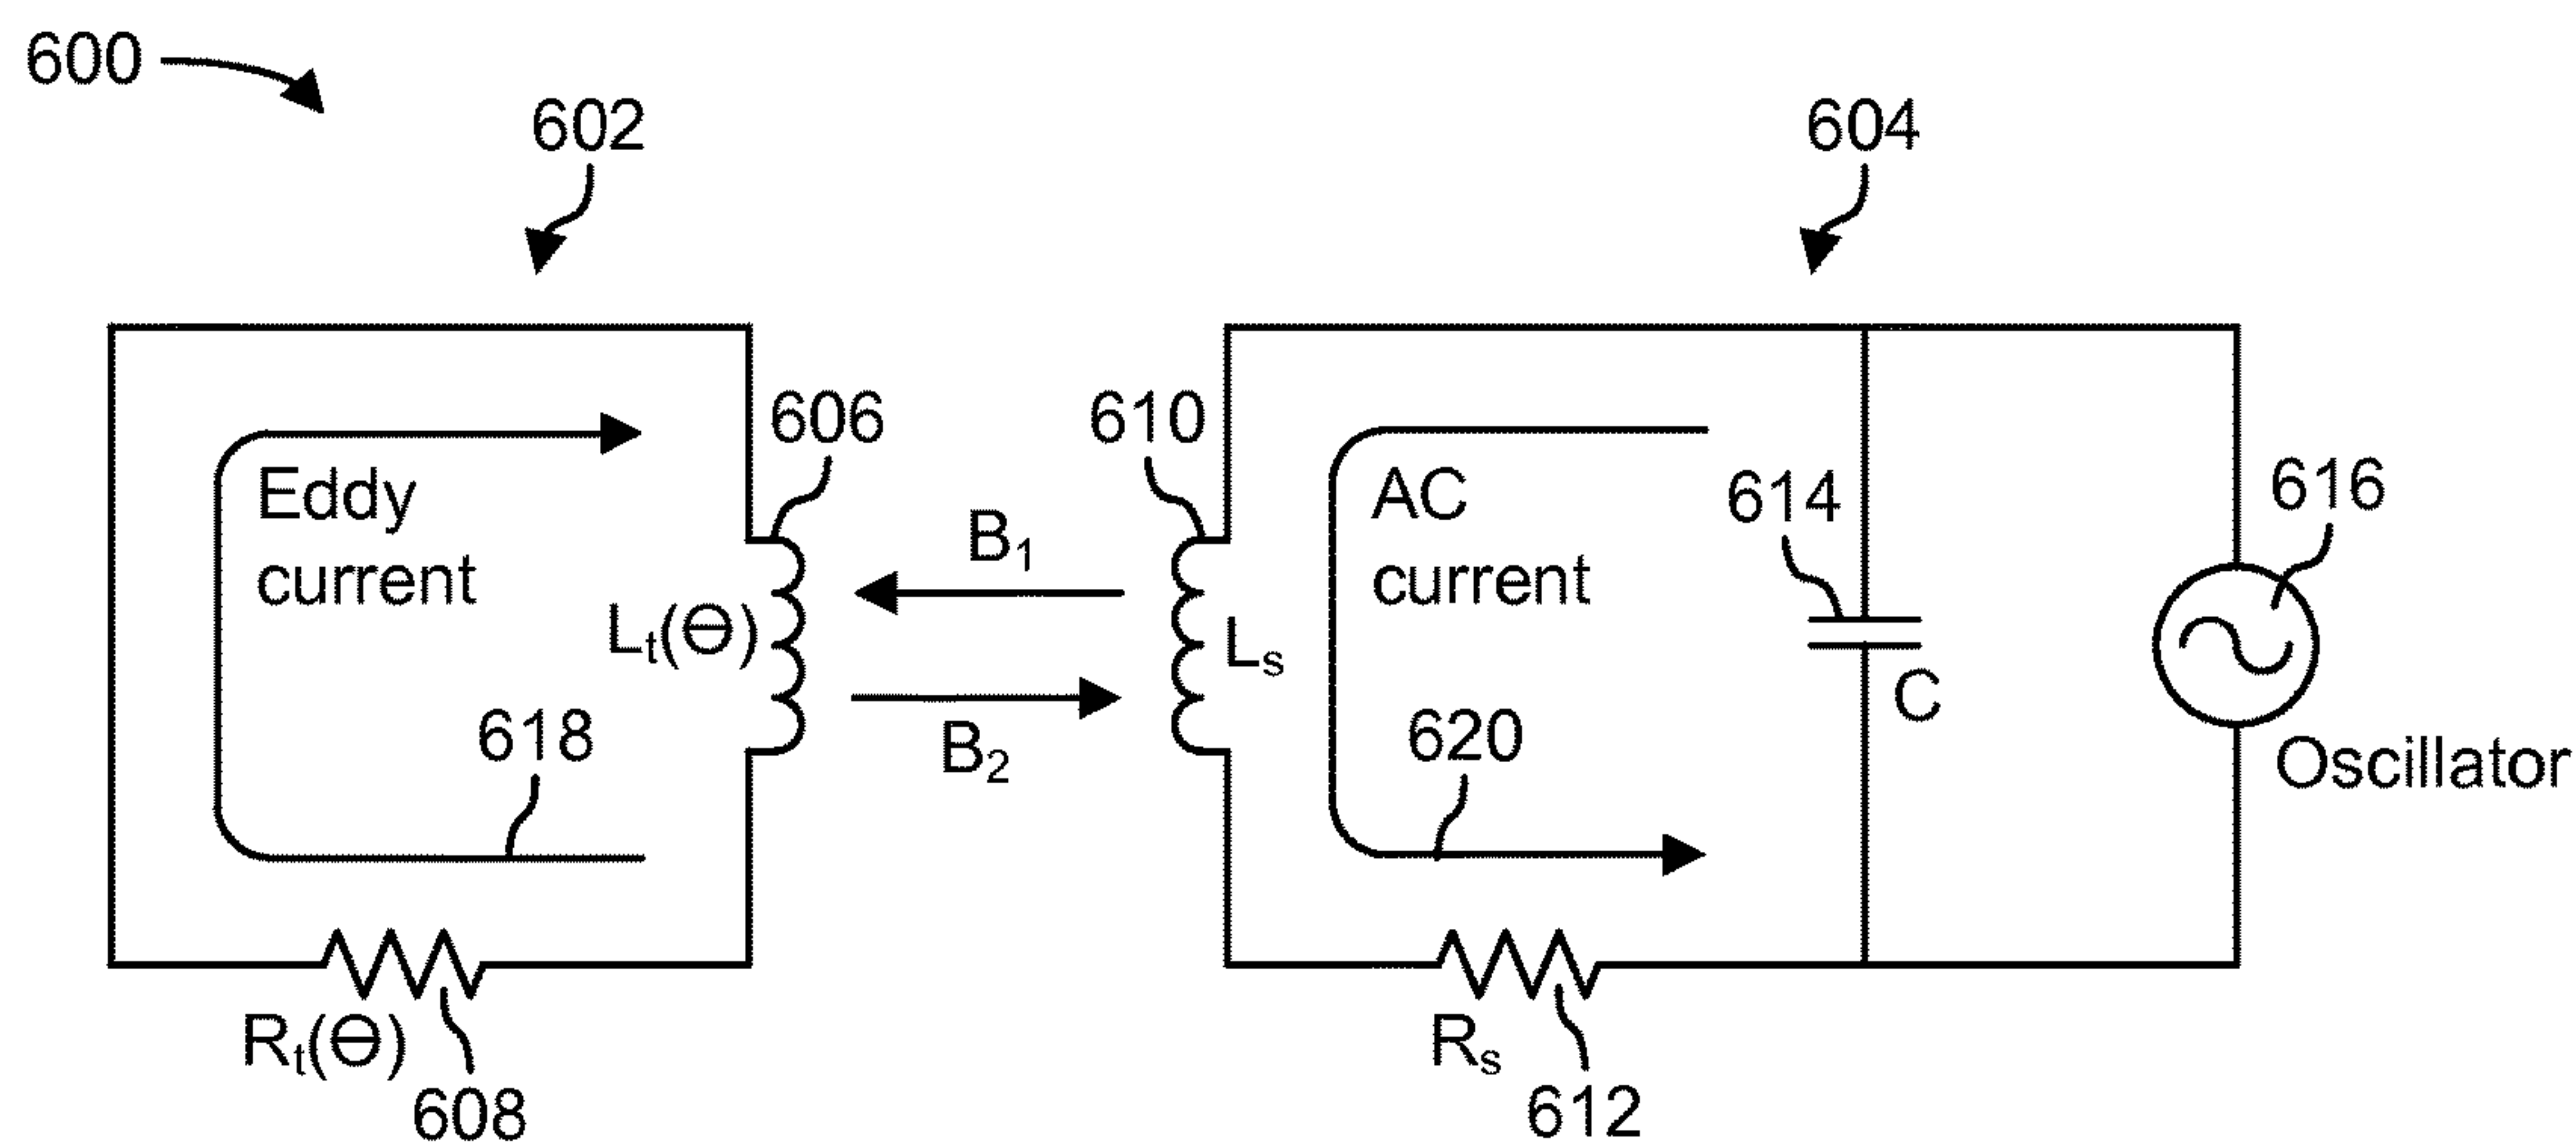 600
602
604
606
610
Eddy
current
B₁
AC
current
614
616
Lₜ(Θ)
Lₛ
618
B₂
620
C
Oscillator
Rₜ(Θ)
608
Rₛ
612